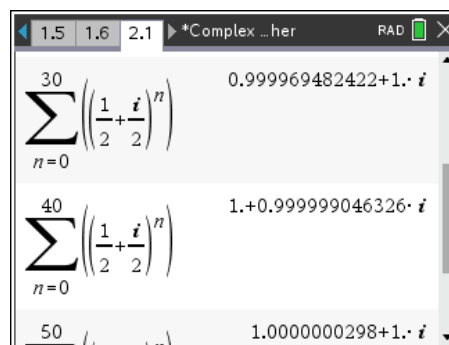 1.5 1.6 2.1 *Complex …her RAD
30
∑ ((1/2+i/2)^n) 0.999969482422+1.· i
n=0
40
∑ ((1/2+i/2)^n) 1.+0.999999046326· i
n=0
50 1.0000000298+1.· i